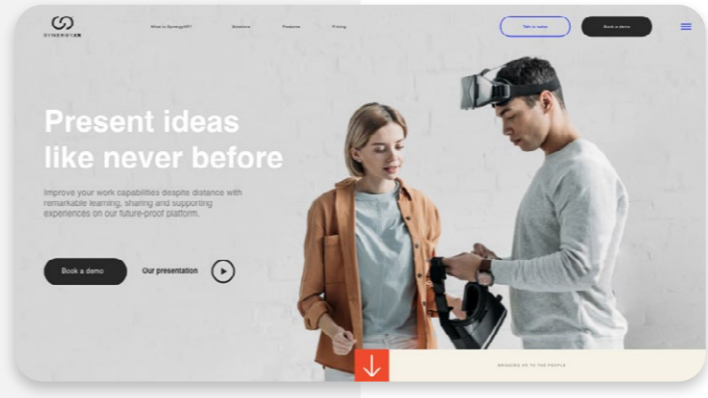 SYNERGYXR
What is SynergyXR?
Solutions
Features
Pricing
Talk to sales
Book a demo
Present ideas
like never before
Improve your work capabilities despite distance with
remarkable learning, sharing and supporting
experiences on our future-proof platform.
Book a demo
Our presentation
BRINGING VR TO THE PEOPLE